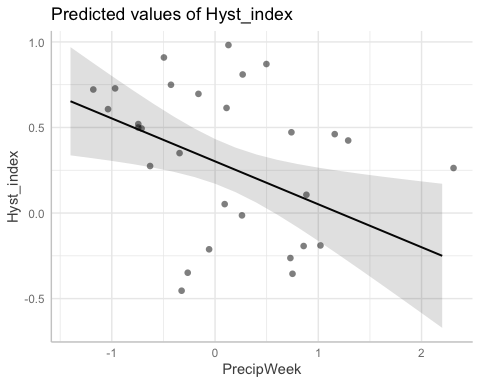 Predicted values of Hyst_index
1.0
0.5
0.0
-0.5
Hyst_index
-1
0
1
2
PrecipWeek